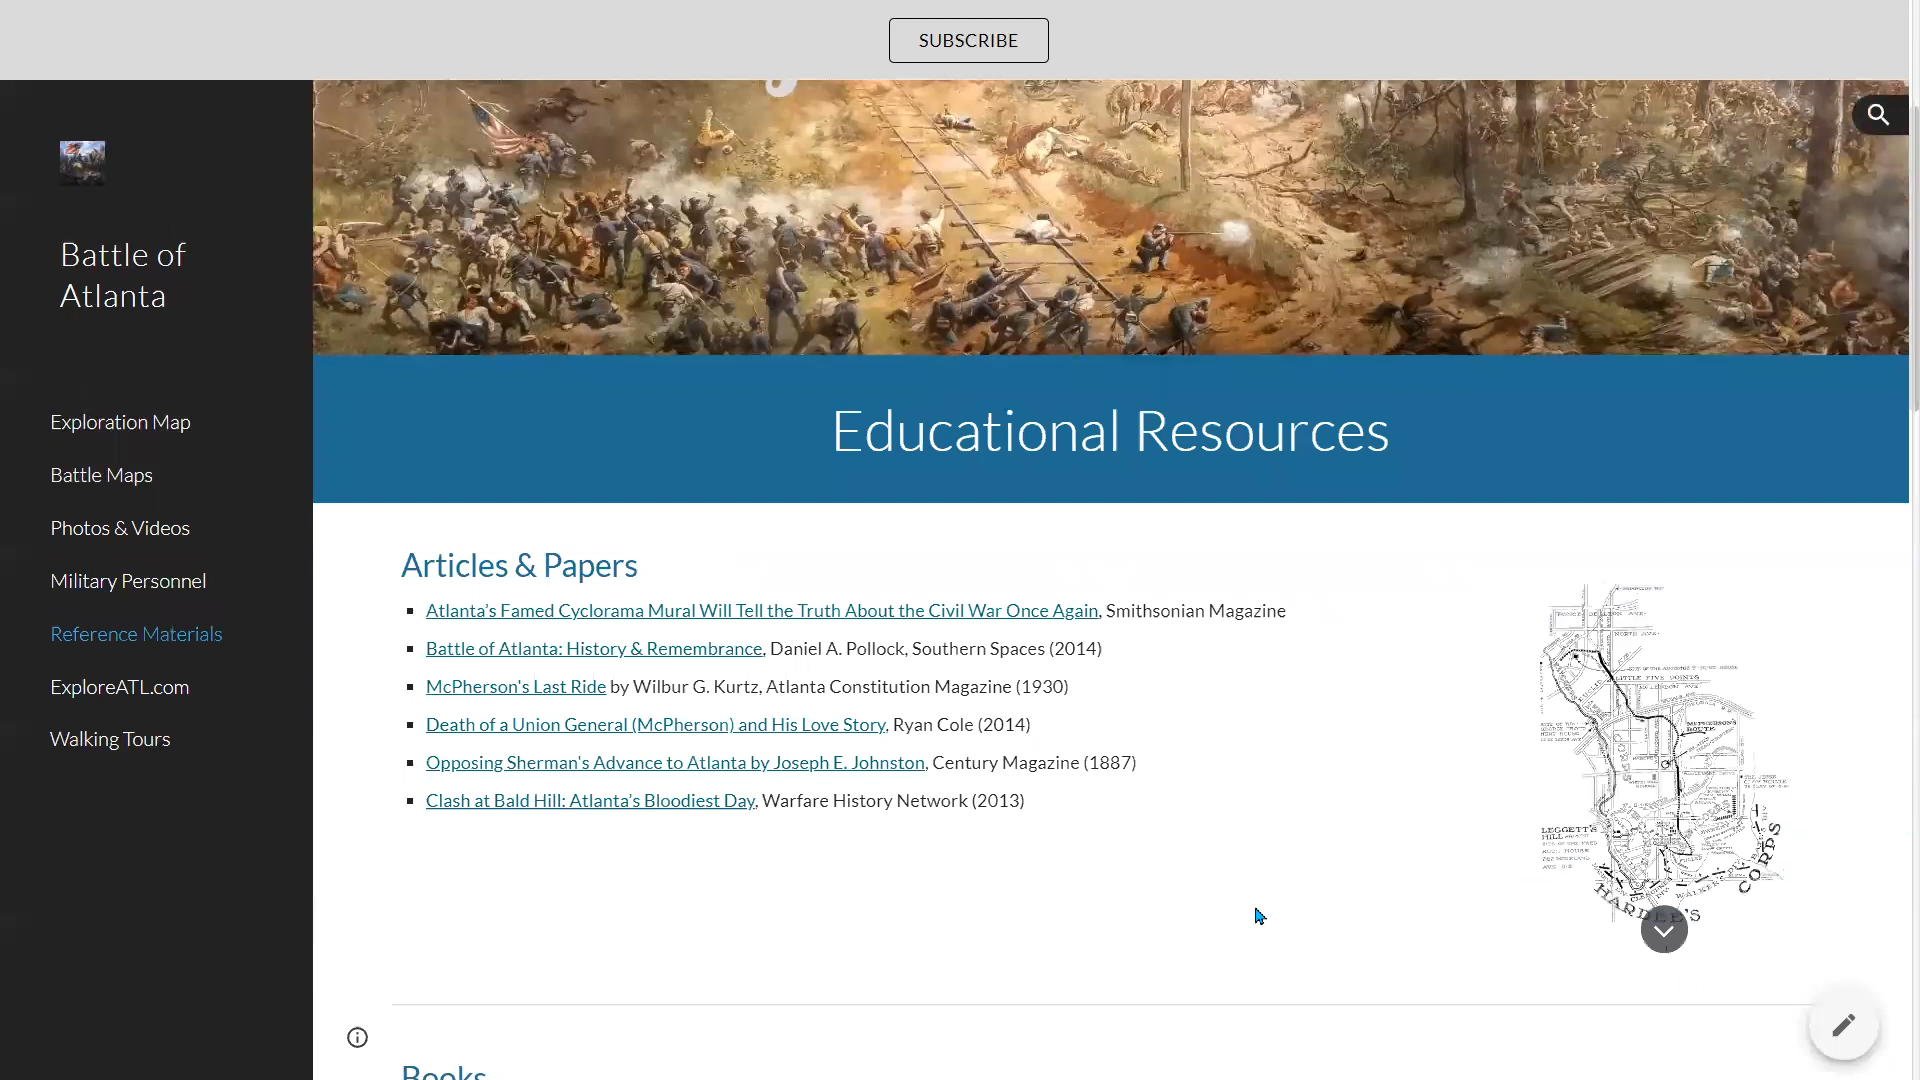 SUBSCRIBE
Battle of
Atlanta
Exploration Map
Battle Maps
Photos & Videos
Military Personnel
Reference Materials
ExploreATL.com
Walking Tours
Educational Resources
Articles & Papers
▪ Atlanta’s Famed Cyclorama Mural Will Tell the Truth About the Civil War Once Again, Smithsonian Magazine
▪ Battle of Atlanta: History & Remembrance, Daniel A. Pollock, Southern Spaces (2014)
▪ McPherson's Last Ride by Wilbur G. Kurtz, Atlanta Constitution Magazine (1930)
▪ Death of a Union General (McPherson) and His Love Story, Ryan Cole (2014)
▪ Opposing Sherman's Advance to Atlanta by Joseph E. Johnston, Century Magazine (1887)
▪ Clash at Bald Hill: Atlanta’s Bloodiest Day, Warfare History Network (2013)
NORTH AVE.
LITTLE FIVE POINTS
McPHERSON'S
ROUTE
LEGGETT'S
HILL
HARDEE'S
CORPS
Books